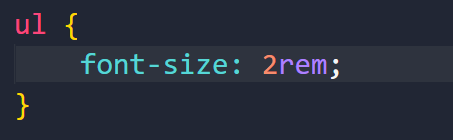 ul {
    font-size: 2rem;
}